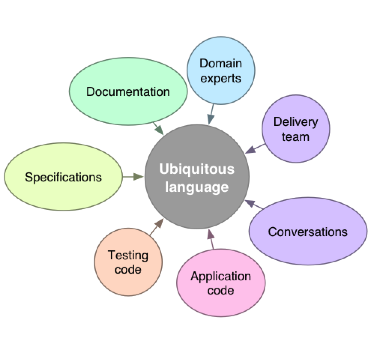 Domain
experts
Documentation
Delivery
team
Ubiquitous
language
Specifications
Conversations
Testing
code
Application
code